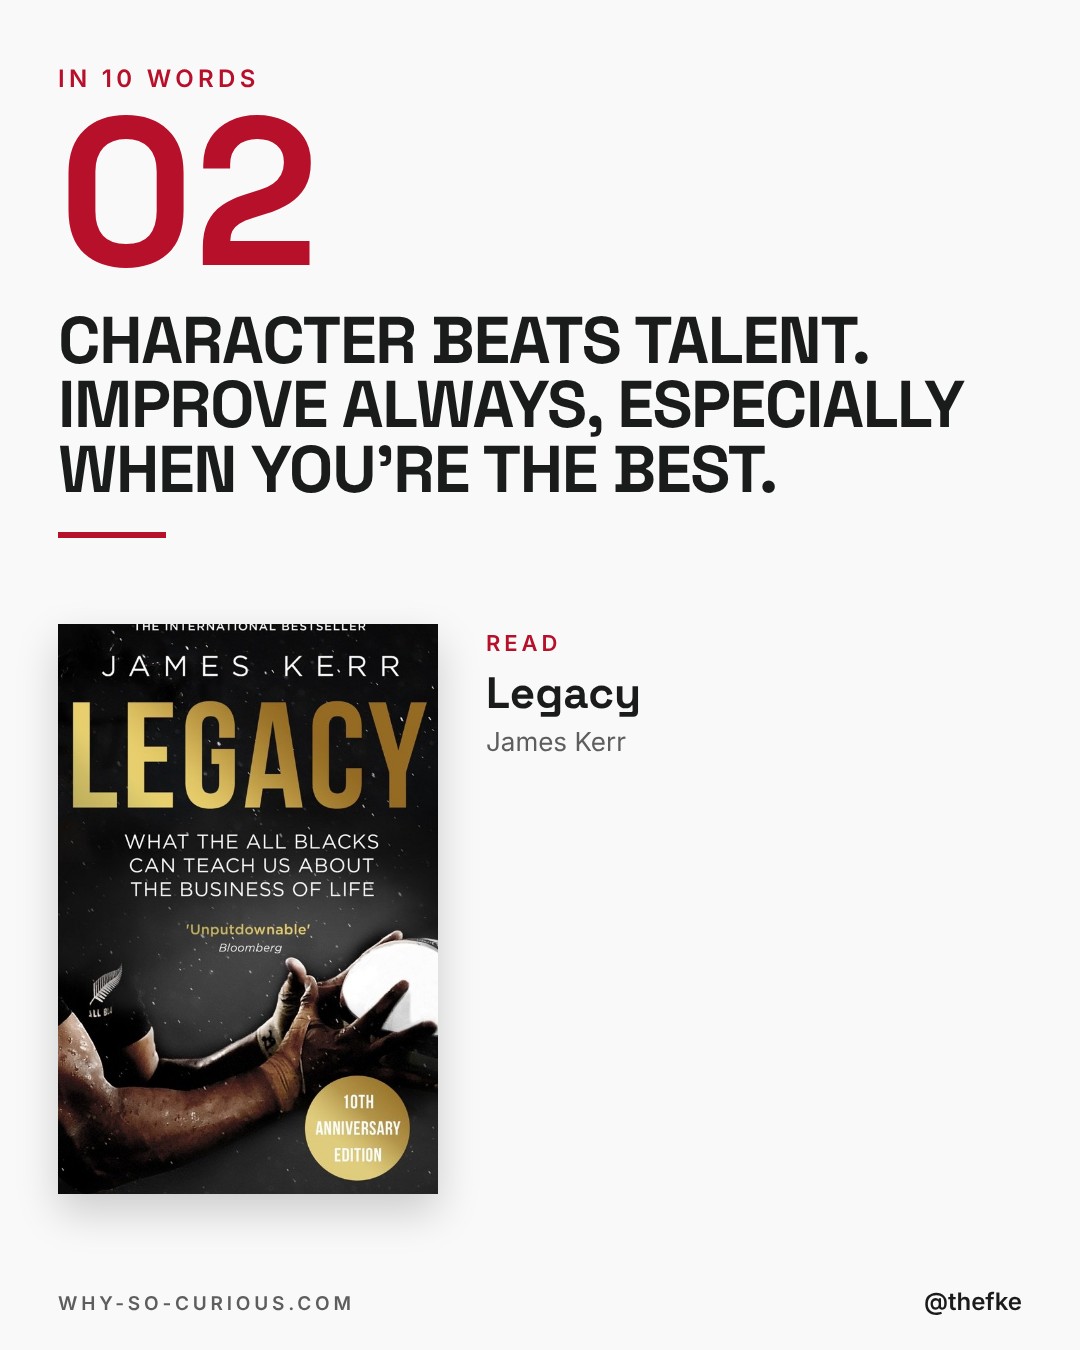 IN 10 WORDS
02
CHARACTER BEATS TALENT.
IMPROVE ALWAYS, ESPECIALLY
WHEN YOU’RE THE BEST.
THE INTERNATIONAL BESTSELLER
JAMES KERR
LEGACY
WHAT THE ALL BLACKS
CAN TEACH US ABOUT
THE BUSINESS OF LIFE
'Unputdownable'
Bloomberg
10TH
ANNIVERSARY
EDITION
READ
Legacy
James Kerr
WHY-SO-CURIOUS.COM
@thefke